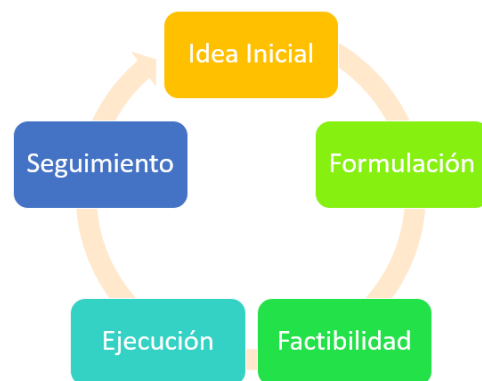 Idea Inicial
Formulación
Factibilidad
Ejecución
Seguimiento